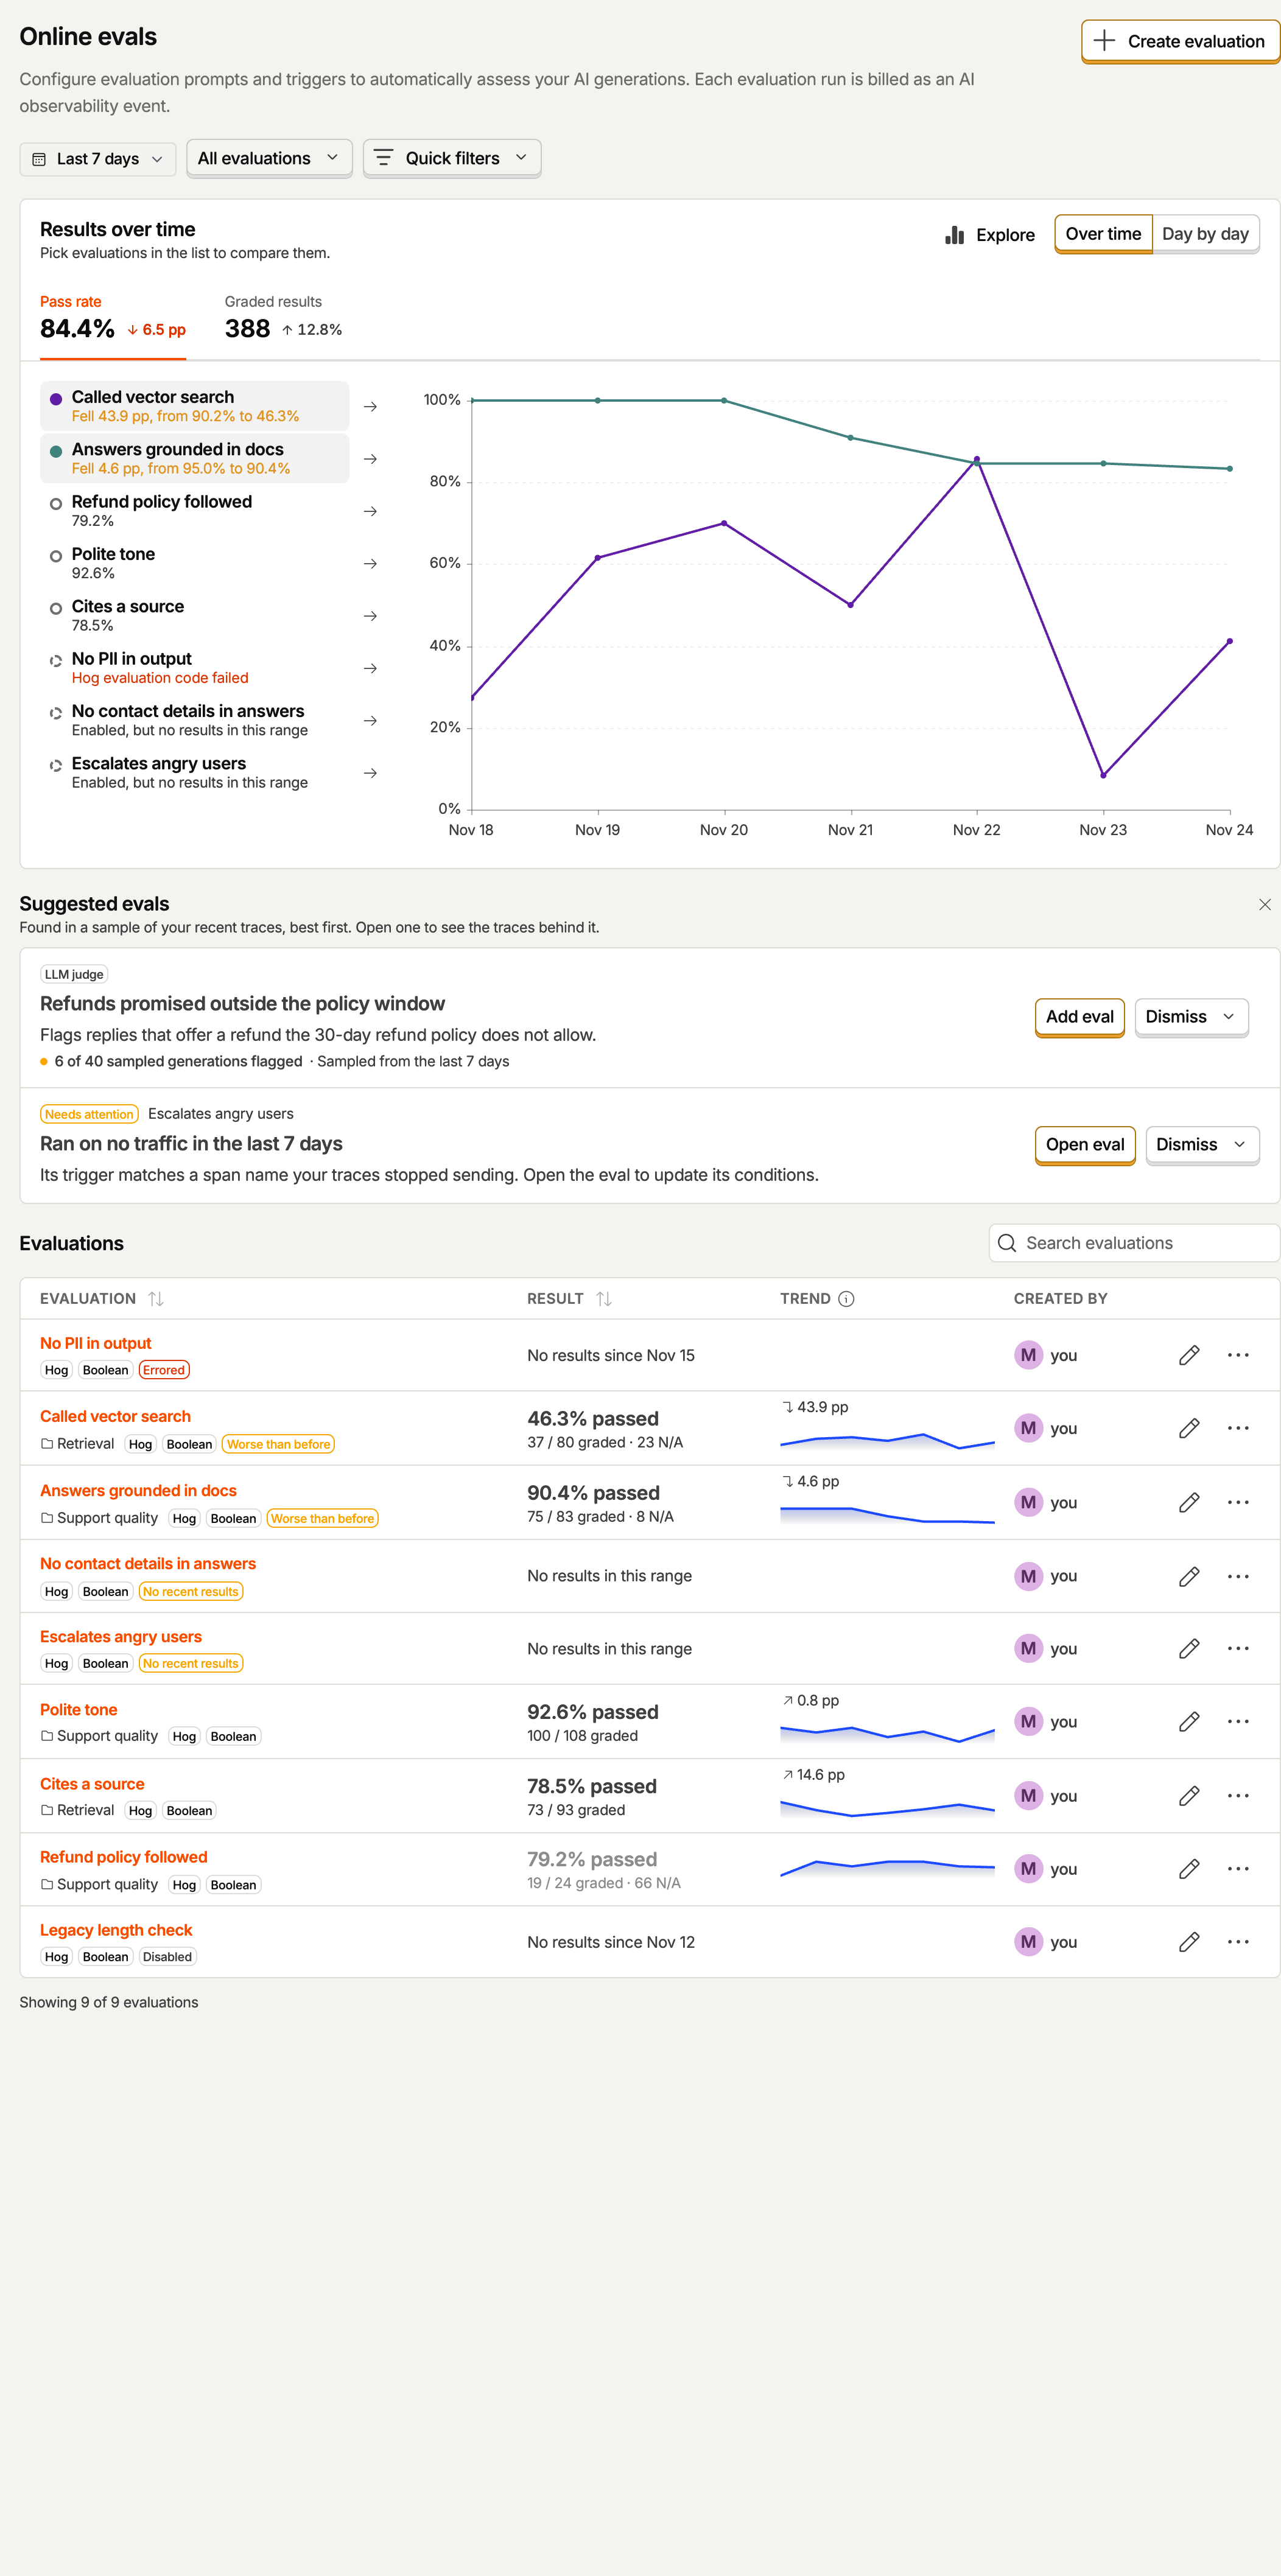 Online evals
Create evaluation
Configure evaluation prompts and triggers to automatically assess your AI generations. Each evaluation run is billed as an AI
observability event.
Last 7 days
All evaluations
Quick filters
Results over time
Pick evaluations in the list to compare them.
Explore
Over time
Day by day
Pass rate
84.4% ↓ 6.5 pp
Graded results
388 ↑ 12.8%
Called vector search
Fell 43.9 pp, from 90.2% to 46.3%
Answers grounded in docs
Fell 4.6 pp, from 95.0% to 90.4%
Refund policy followed
79.2%
Polite tone
92.6%
Cites a source
78.5%
No PII in output
Hog evaluation code failed
No contact details in answers
Enabled, but no results in this range
Escalates angry users
Enabled, but no results in this range
100%
80%
60%
40%
20%
0%
Nov 18
Nov 19
Nov 20
Nov 21
Nov 22
Nov 23
Nov 24
Suggested evals
Found in a sample of your recent traces, best first. Open one to see the traces behind it.
LLM judge
Refunds promised outside the policy window
Flags replies that offer a refund the 30-day refund policy does not allow.
6 of 40 sampled generations flagged · Sampled from the last 7 days
Add eval
Dismiss
Needs attention Escalates angry users
Ran on no traffic in the last 7 days
Its trigger matches a span name your traces stopped sending. Open the eval to update its conditions.
Open eval
Dismiss
Evaluations
Search evaluations
EVALUATION
RESULT
TREND
CREATED BY
No PII in output
Hog Boolean Errored
No results since Nov 15
M you
Called vector search
Retrieval Hog Boolean Worse than before
46.3% passed
37 / 80 graded · 23 N/A
43.9 pp
M you
Answers grounded in docs
Support quality Hog Boolean Worse than before
90.4% passed
75 / 83 graded · 8 N/A
4.6 pp
M you
No contact details in answers
Hog Boolean No recent results
No results in this range
M you
Escalates angry users
Hog Boolean No recent results
No results in this range
M you
Polite tone
Support quality Hog Boolean
92.6% passed
100 / 108 graded
↗ 0.8 pp
M you
Cites a source
Retrieval Hog Boolean
78.5% passed
73 / 93 graded
↗ 14.6 pp
M you
Refund policy followed
Support quality Hog Boolean
79.2% passed
19 / 24 graded · 66 N/A
M you
Legacy length check
Hog Boolean Disabled
No results since Nov 12
M you
Showing 9 of 9 evaluations